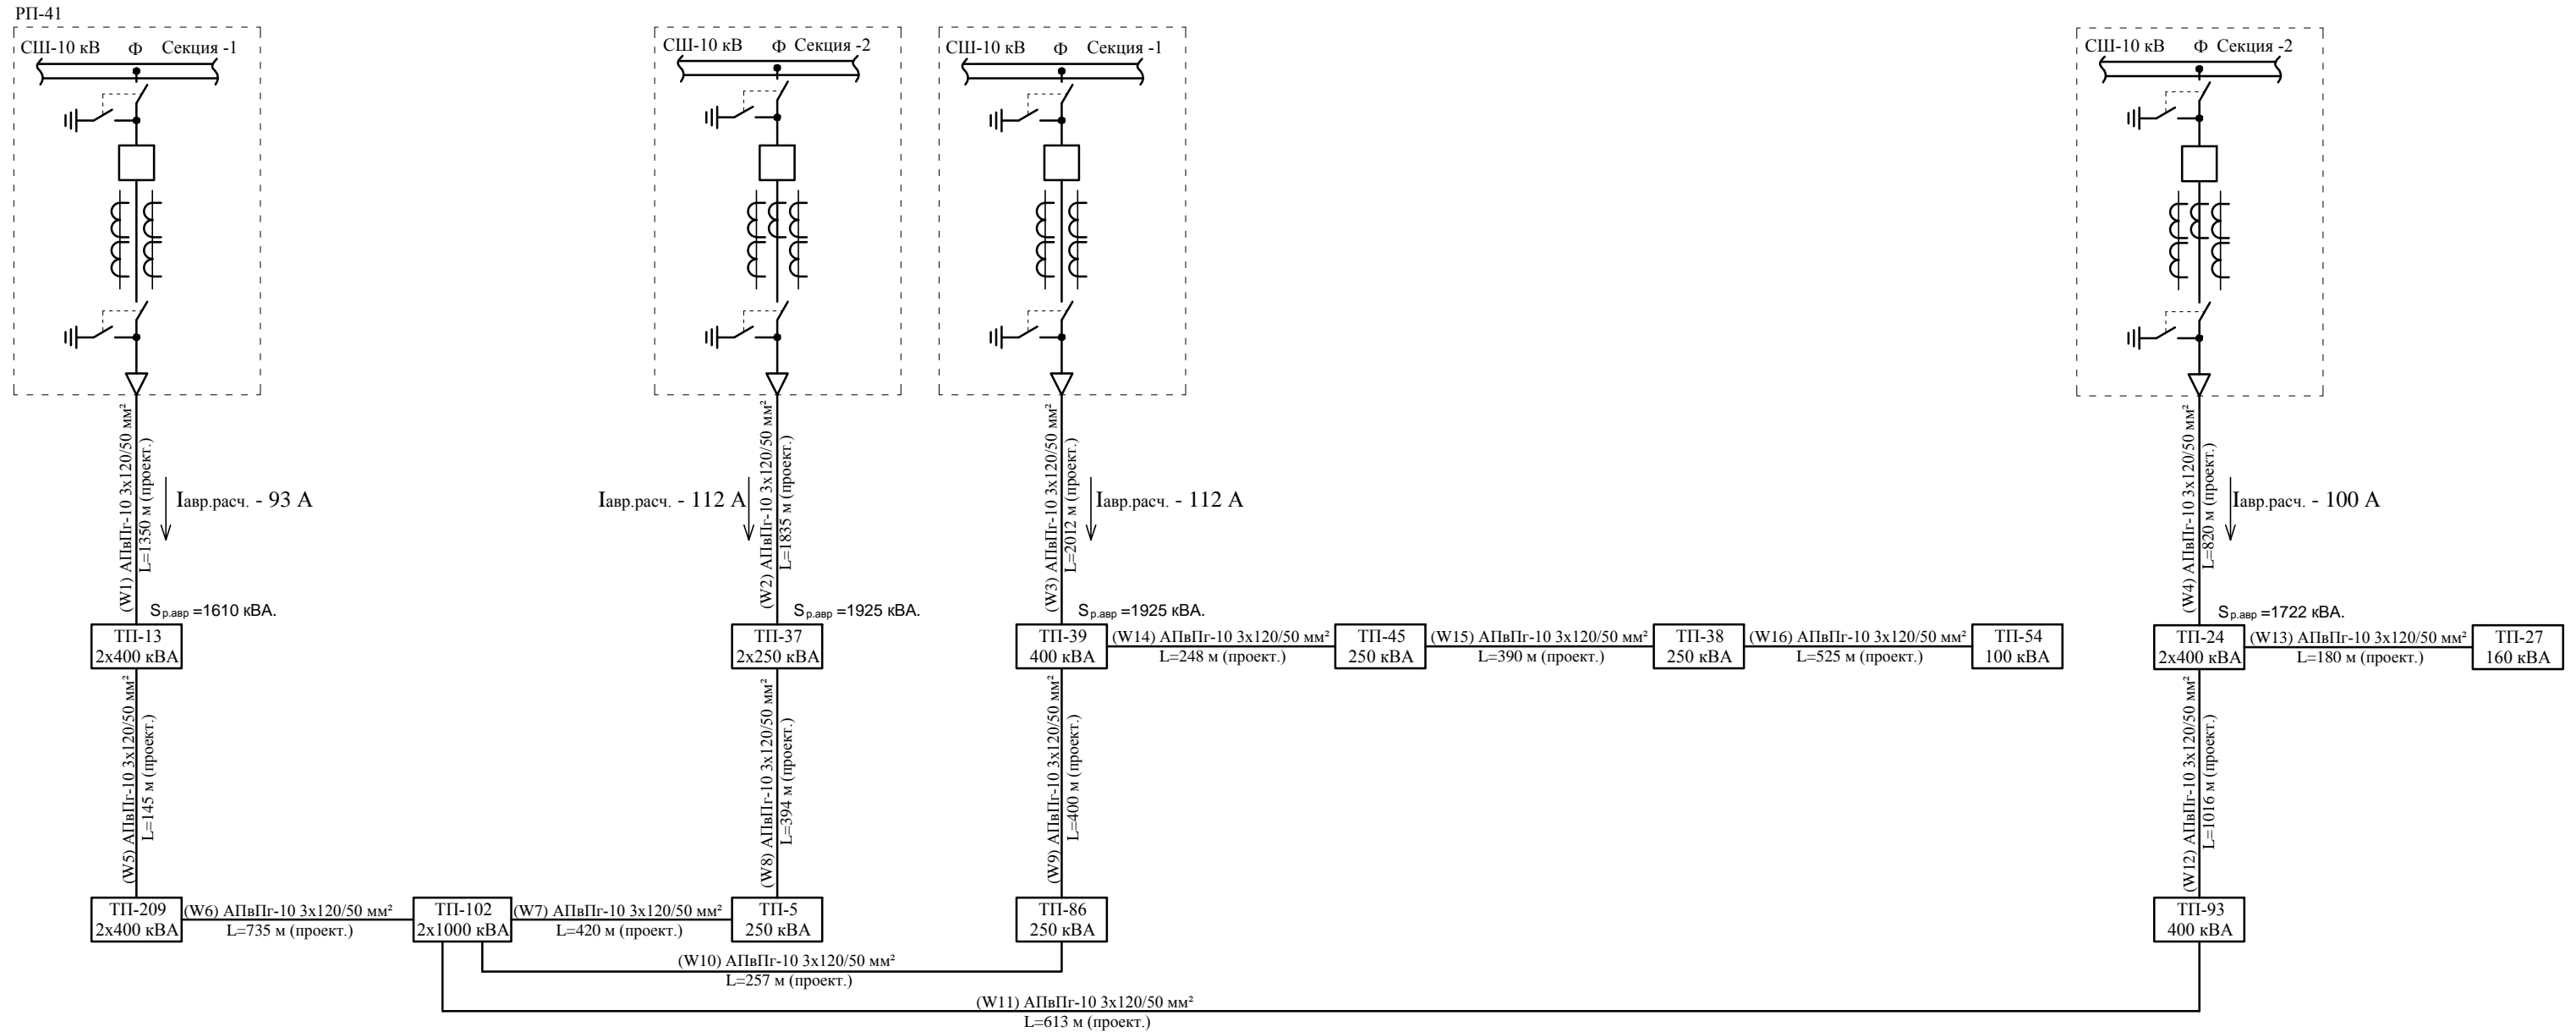 РП-41
СШ-10 кВ Ф Секция -1
СШ-10 кВ Ф Секция -2
СШ-10 кВ Ф Секция -1
СШ-10 кВ Ф Секция -2
(W1) АПвПг-10 3х120/50 мм²
L=1350 м (проект.)
Iавр.расч. - 93 А
(W2) АПвПг-10 3х120/50 мм²
L=1835 м (проект.)
Iавр.расч. - 112 А
(W3) АПвПг-10 3х120/50 мм²
L=2012 м (проект.)
Iавр.расч. - 112 А
(W4) АПвПг-10 3х120/50 мм²
L=820 м (проект.)
Iавр.расч. - 100 А
Sр.авр =1610 кВА.
Sр.авр =1925 кВА.
Sр.авр =1925 кВА.
Sр.авр =1722 кВА.
ТП-13
2х400 кВА
ТП-37
2х250 кВА
ТП-39
400 кВА
(W14) АПвПг-10 3х120/50 мм²
L=248 м (проект.)
ТП-45
250 кВА
(W15) АПвПг-10 3х120/50 мм²
L=390 м (проект.)
ТП-38
250 кВА
(W16) АПвПг-10 3х120/50 мм²
L=525 м (проект.)
ТП-54
100 кВА
ТП-24
2х400 кВА
(W13) АПвПг-10 3х120/50 мм²
L=180 м (проект.)
ТП-27
160 кВА
(W5) АПвПг-10 3х120/50 мм²
L=145 м (проект.)
(W8) АПвПг-10 3х120/50 мм²
L=394 м (проект.)
(W9) АПвПг-10 3х120/50 мм²
L=400 м (проект.)
(W12) АПвПг-10 3х120/50 мм²
L=1016 м (проект.)
ТП-209
2х400 кВА
(W6) АПвПг-10 3х120/50 мм²
L=735 м (проект.)
ТП-102
2х1000 кВА
(W7) АПвПг-10 3х120/50 мм²
L=420 м (проект.)
ТП-5
250 кВА
ТП-86
250 кВА
ТП-93
400 кВА
(W10) АПвПг-10 3х120/50 мм²
L=257 м (проект.)
(W11) АПвПг-10 3х120/50 мм²
L=613 м (проект.)